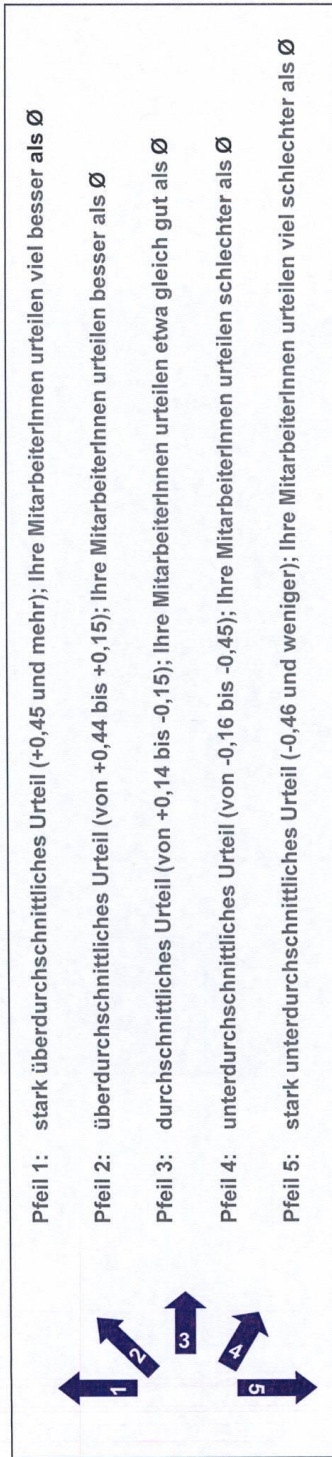 Pfeil 1: stark überdurchschnittliches Urteil (+0,45 und mehr); Ihre MitarbeiterInnen urteilen viel besser als Ø
Pfeil 2: überdurchschnittliches Urteil (von +0,44 bis +0,15); Ihre MitarbeiterInnen urteilen besser als Ø
Pfeil 3: durchschnittliches Urteil (von +0,14 bis -0,15); Ihre MitarbeiterInnen urteilen etwa gleich gut als Ø
Pfeil 4: unterdurchschnittliches Urteil (von -0,16 bis -0,45); Ihre MitarbeiterInnen urteilen schlechter als Ø
Pfeil 5: stark unterdurchschnittliches Urteil (-0,46 und weniger); Ihre MitarbeiterInnen urteilen viel schlechter als Ø
1
2
3
4
5